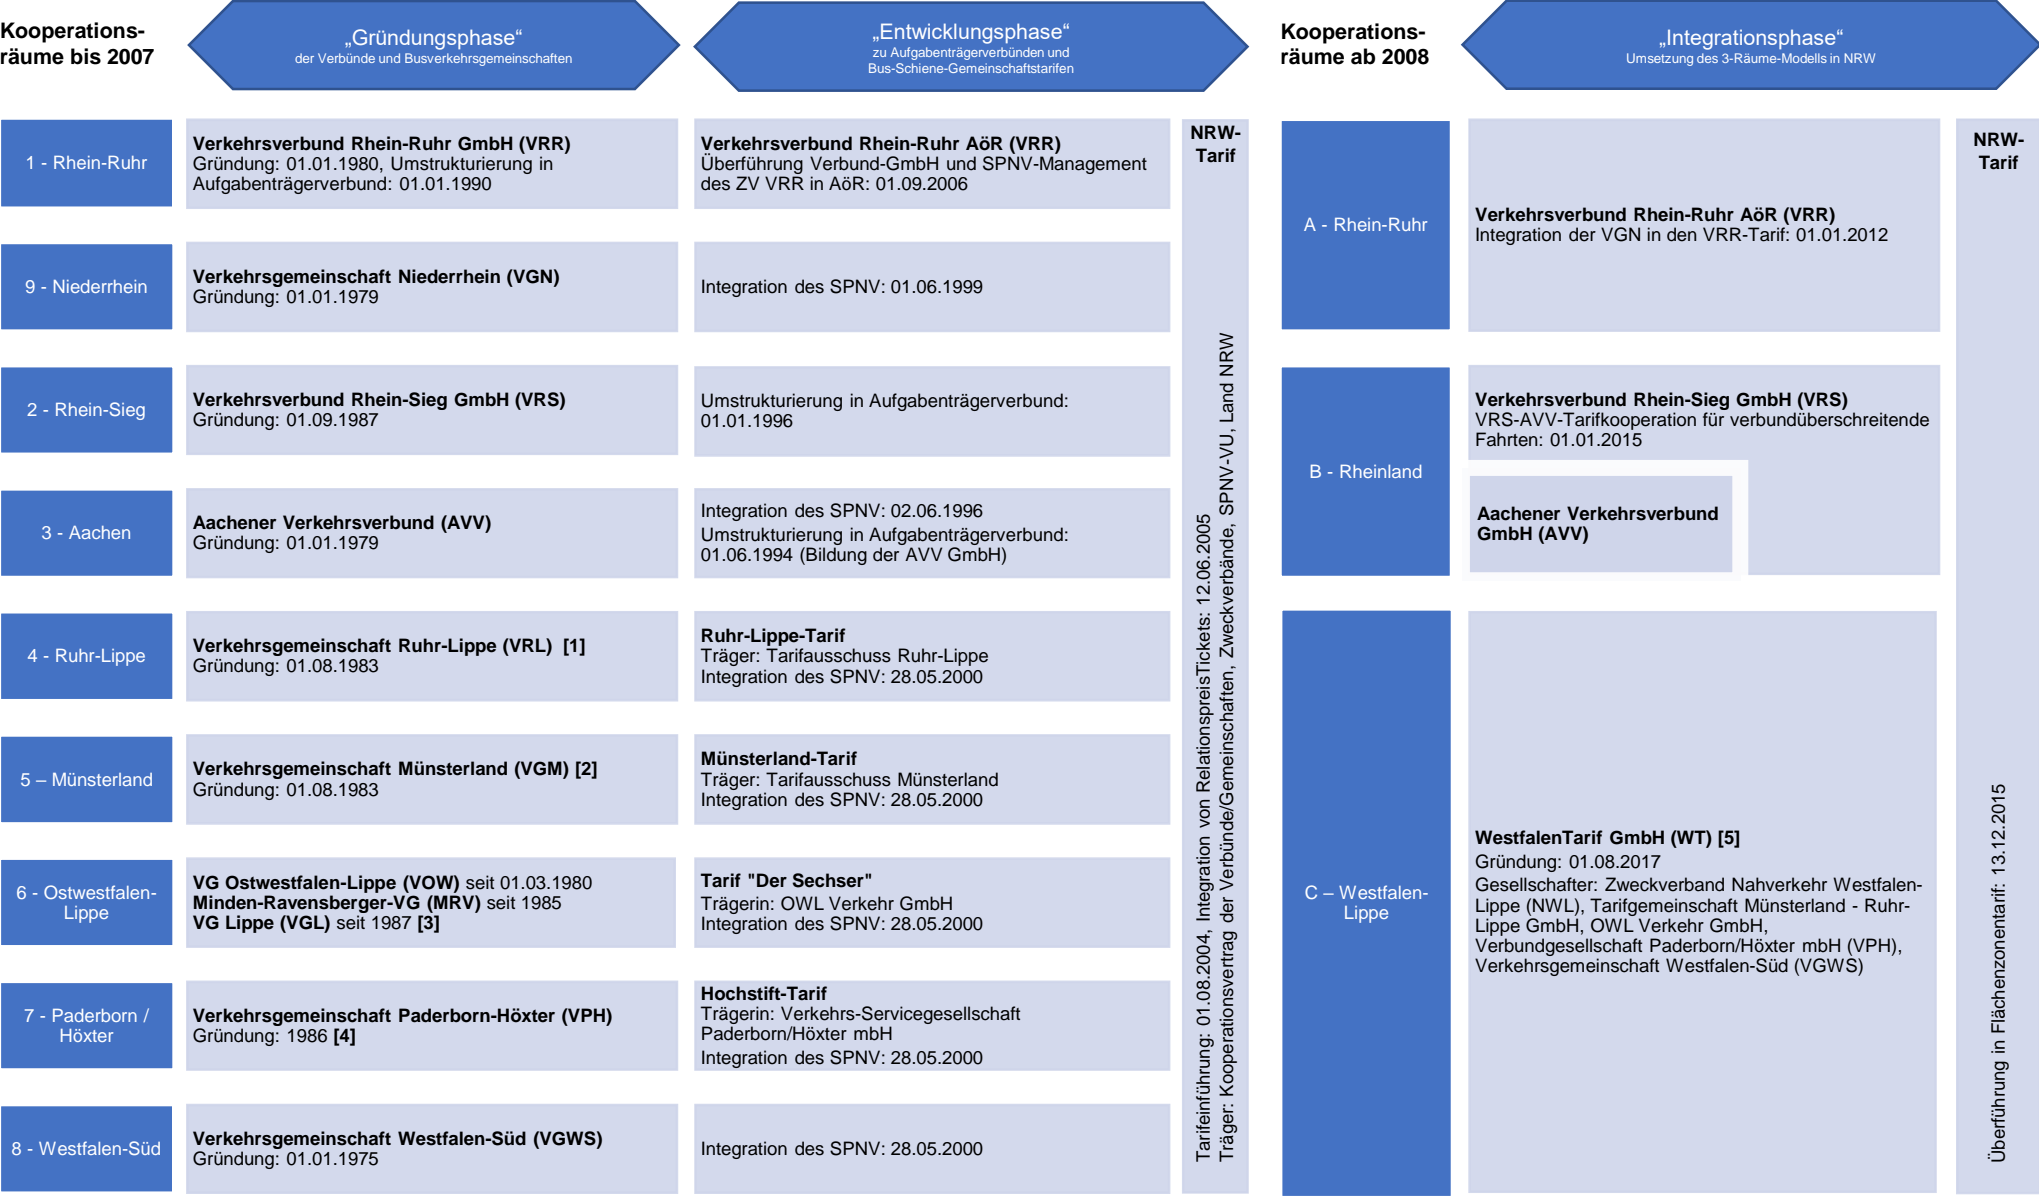 Kooperations-
räume bis 2007
„Gründungsphase“
der Verbünde und Busverkehrsgemeinschaften
„Entwicklungsphase“
zu Aufgabenträgerverbünden und
Bus-Schiene-Gemeinschaftstarifen
Kooperations-
räume ab 2008
„Integrationsphase“
Umsetzung des 3-Räume-Modells in NRW
1 - Rhein-Ruhr
Verkehrsverbund Rhein-Ruhr GmbH (VRR)
Gründung: 01.01.1980, Umstrukturierung in
Aufgabenträgerverbund: 01.01.1990
Verkehrsverbund Rhein-Ruhr AöR (VRR)
Überführung Verbund-GmbH und SPNV-Management
des ZV VRR in AöR: 01.09.2006
9 - Niederrhein
Verkehrsgemeinschaft Niederrhein (VGN)
Gründung: 01.01.1979
Integration des SPNV: 01.06.1999
2 - Rhein-Sieg
Verkehrsverbund Rhein-Sieg GmbH (VRS)
Gründung: 01.09.1987
Umstrukturierung in Aufgabenträgerverbund:
01.01.1996
3 - Aachen
Aachener Verkehrsverbund (AVV)
Gründung: 01.01.1979
Integration des SPNV: 02.06.1996
Umstrukturierung in Aufgabenträgerverbund:
01.06.1994 (Bildung der AVV GmbH)
4 - Ruhr-Lippe
Verkehrsgemeinschaft Ruhr-Lippe (VRL) [1]
Gründung: 01.08.1983
Ruhr-Lippe-Tarif
Träger: Tarifausschuss Ruhr-Lippe
Integration des SPNV: 28.05.2000
5 – Münsterland
Verkehrsgemeinschaft Münsterland (VGM) [2]
Gründung: 01.08.1983
Münsterland-Tarif
Träger: Tarifausschuss Münsterland
Integration des SPNV: 28.05.2000
6 - Ostwestfalen-
Lippe
VG Ostwestfalen-Lippe (VOW) seit 01.03.1980
Minden-Ravensberger-VG (MRV) seit 1985
VG Lippe (VGL) seit 1987 [3]
Tarif "Der Sechser"
Trägerin: OWL Verkehr GmbH
Integration des SPNV: 28.05.2000
7 - Paderborn /
Höxter
Verkehrsgemeinschaft Paderborn-Höxter (VPH)
Gründung: 1986 [4]
Hochstift-Tarif
Trägerin: Verkehrs-Servicegesellschaft
Paderborn/Höxter mbH
Integration des SPNV: 28.05.2000
8 - Westfalen-Süd
Verkehrsgemeinschaft Westfalen-Süd (VGWS)
Gründung: 01.01.1975
Integration des SPNV: 28.05.2000
NRW-
Tarif
Tarifeinführung: 01.08.2004, Integration von RelationspreisTickets: 12.06.2005
Träger: Kooperationsvertrag der Verbünde/Gemeinschaften, Zweckverbände, SPNV-VU, Land NRW
A - Rhein-Ruhr
Verkehrsverbund Rhein-Ruhr AöR (VRR)
Integration der VGN in den VRR-Tarif: 01.01.2012
B - Rheinland
Verkehrsverbund Rhein-Sieg GmbH (VRS)
VRS-AVV-Tarifkooperation für verbundüberschreitende
Fahrten: 01.01.2015
Aachener Verkehrsverbund
GmbH (AVV)
C – Westfalen-
Lippe
WestfalenTarif GmbH (WT) [5]
Gründung: 01.08.2017
Gesellschafter: Zweckverband Nahverkehr Westfalen-
Lippe (NWL), Tarifgemeinschaft Münsterland - Ruhr-
Lippe GmbH, OWL Verkehr GmbH,
Verbundgesellschaft Paderborn/Höxter mbH (VPH),
Verkehrsgemeinschaft Westfalen-Süd (VGWS)
NRW-
Tarif
Überführung in Flächenzonentarif: 13.12.2015